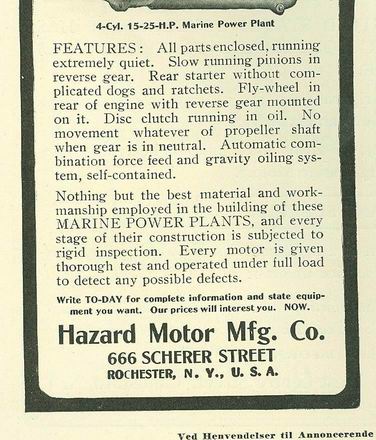 4-Cyl. 15-25-H.P. Marine Power Plant
FEATURES: All parts enclosed, running
extremely quiet. Slow running pinions in
reverse gear. Rear starter without com-
plicated dogs and ratchets. Fly-wheel in
rear of engine with reverse gear mounted
on it. Disc clutch running in oil. No
movement whatever of propeller shaft
when gear is in neutral. Automatic com-
bination force feed and gravity oiling sys-
tem, self-contained.
Nothing but the best material and work-
manship employed in the building of these
MARINE POWER PLANTS, and every
stage of their construction is subjected to
rigid inspection. Every motor is given
thorough test and operated under full load
to detect any possible defects.
Write TO-DAY for complete information and state equip-
ment you want. Our prices will interest you. NOW.
Hazard Motor Mfg. Co.
666 SCHERER STREET
ROCHESTER, N. Y., U. S. A.
Ved Henvendelser til Annoncerende